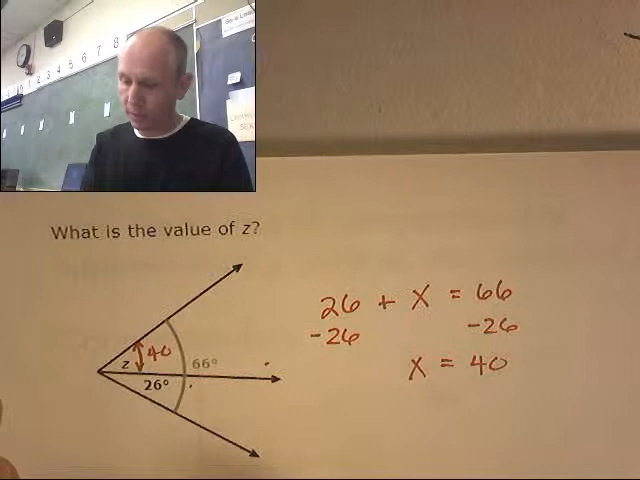 1 2 3 4 5 6 7 8
What is the value of z?
26 + x = 66
-26 -26
x = 40
z 40
66°
26°